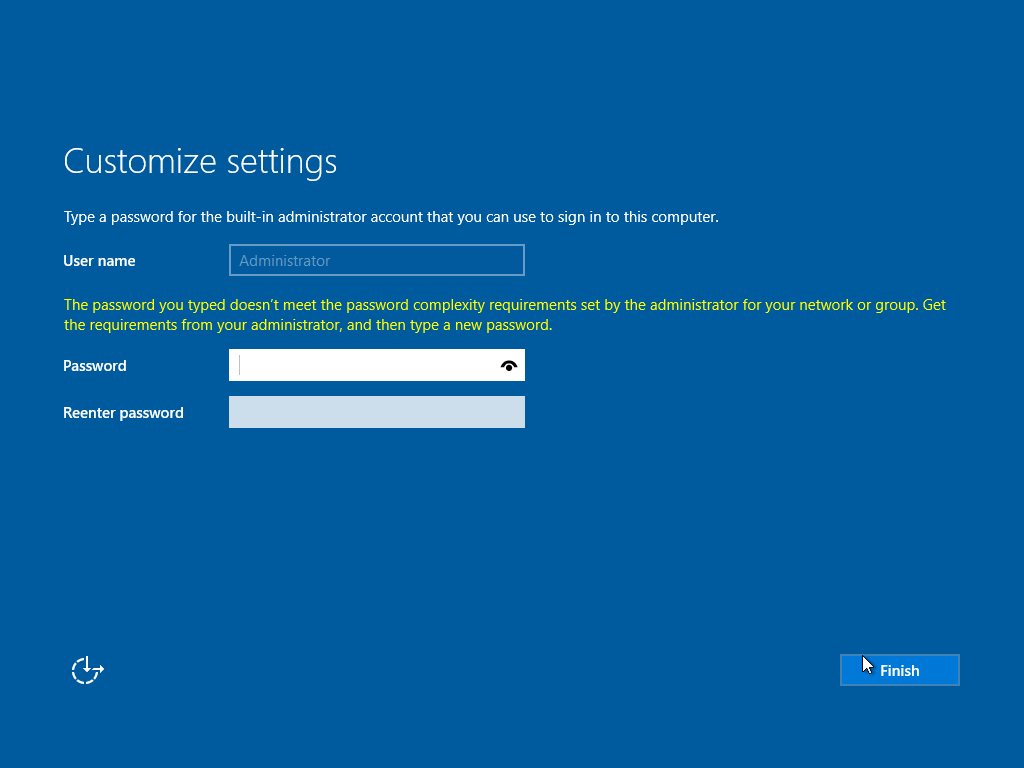 Customize settings
Type a password for the built-in administrator account that you can use to sign in to this computer.
User name
Administrator
The password you typed doesn't meet the password complexity requirements set by the administrator for your network or group. Get
the requirements from your administrator, and then type a new password.
Password
Reenter password
Finish